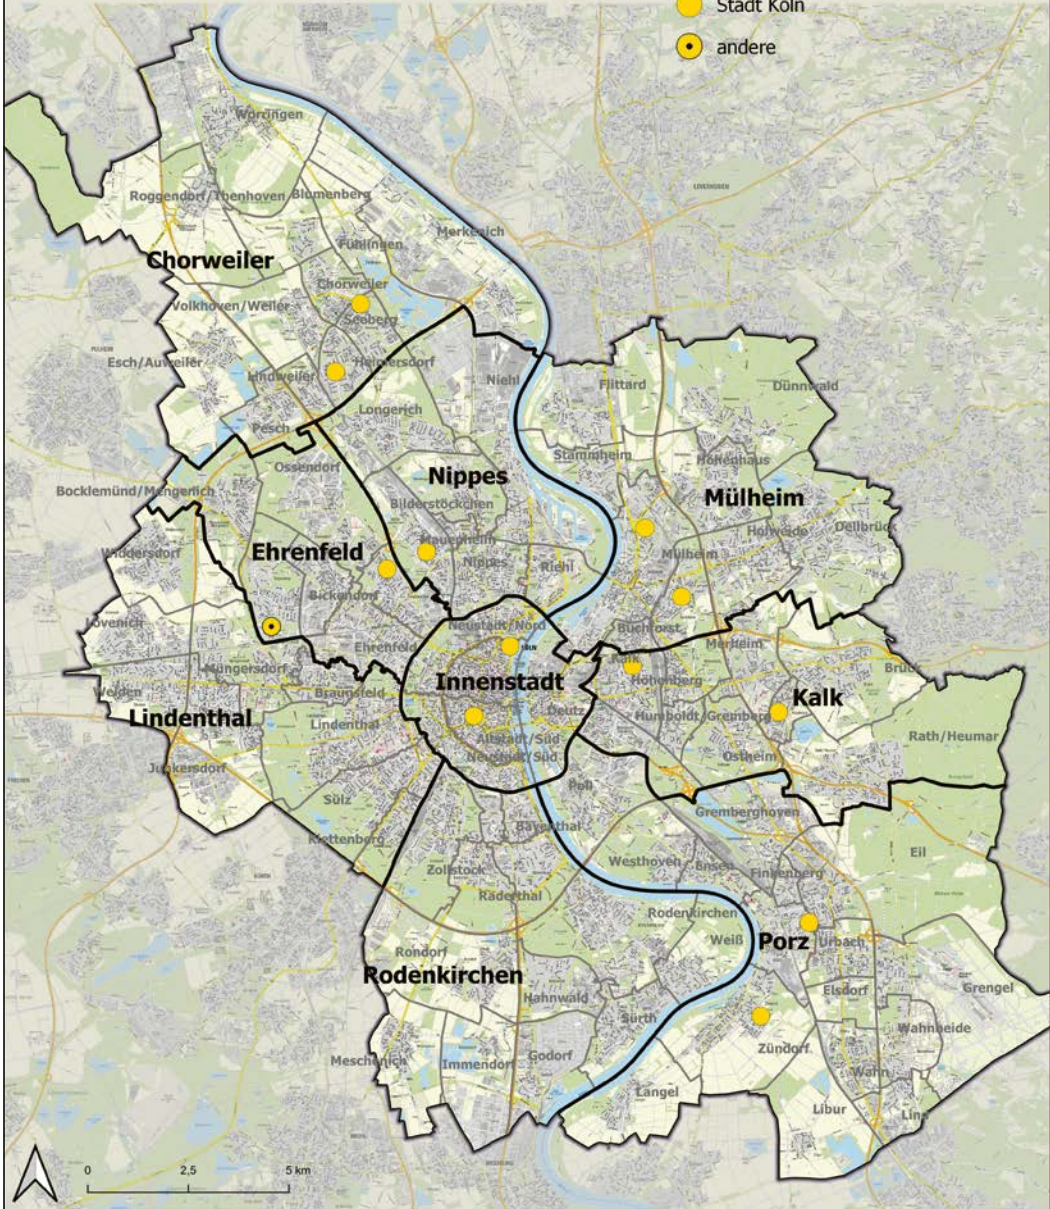 Stadt Köln
andere
Worringen
Roggendorf/Thenhoven
Blumenberg
Merkenich
Fühlingen
Chorweiler
Chorweiler
Volkhoven/Weiler
Seeberg
Esch/Auweiler
Heimersdorf
Lindweiler
Niehl
Flittard
Dünnwald
Longerich
Pesch
Stammheim
Höhenhaus
Ossendorf
Nippes
Bocklemünd/Mengenich
Mülheim
Bilderstöckchen
Holweide
Dellbrück
Mauenheim
Widdersdorf
Ehrenfeld
Mülheim
Nippes
Riehl
Bickendorf
Lövenich
Neustadt/Nord
Buchforst
Ehrenfeld
Merheim
Kalk
Brück
Müngersdorf
Innenstadt
Höhenberg
Weiden
Braunsfeld
Kalk
Lindenthal
Lindenthal
Deutz
Humboldt/Gremberg
Altstadt/Süd
Rath/Heumar
Neustadt/Süd
Ostheim
Junkersdorf
Poll
Sülz
Gremberghoven
Bayenthal
Klettenberg
Eil
Westhoven
Ensen
Zollstock
Finkenberg
Raderthal
Rodenkirchen
Weiß
Porz
Urbach
Rondorf
Rodenkirchen
Elsdorf
Grengel
Hahnwald
Sürth
Wahnheide
Zündorf
Meschenich
Immendorf
Godorf
Wahn
Langel
Libur
Lind
0 2,5 5 km